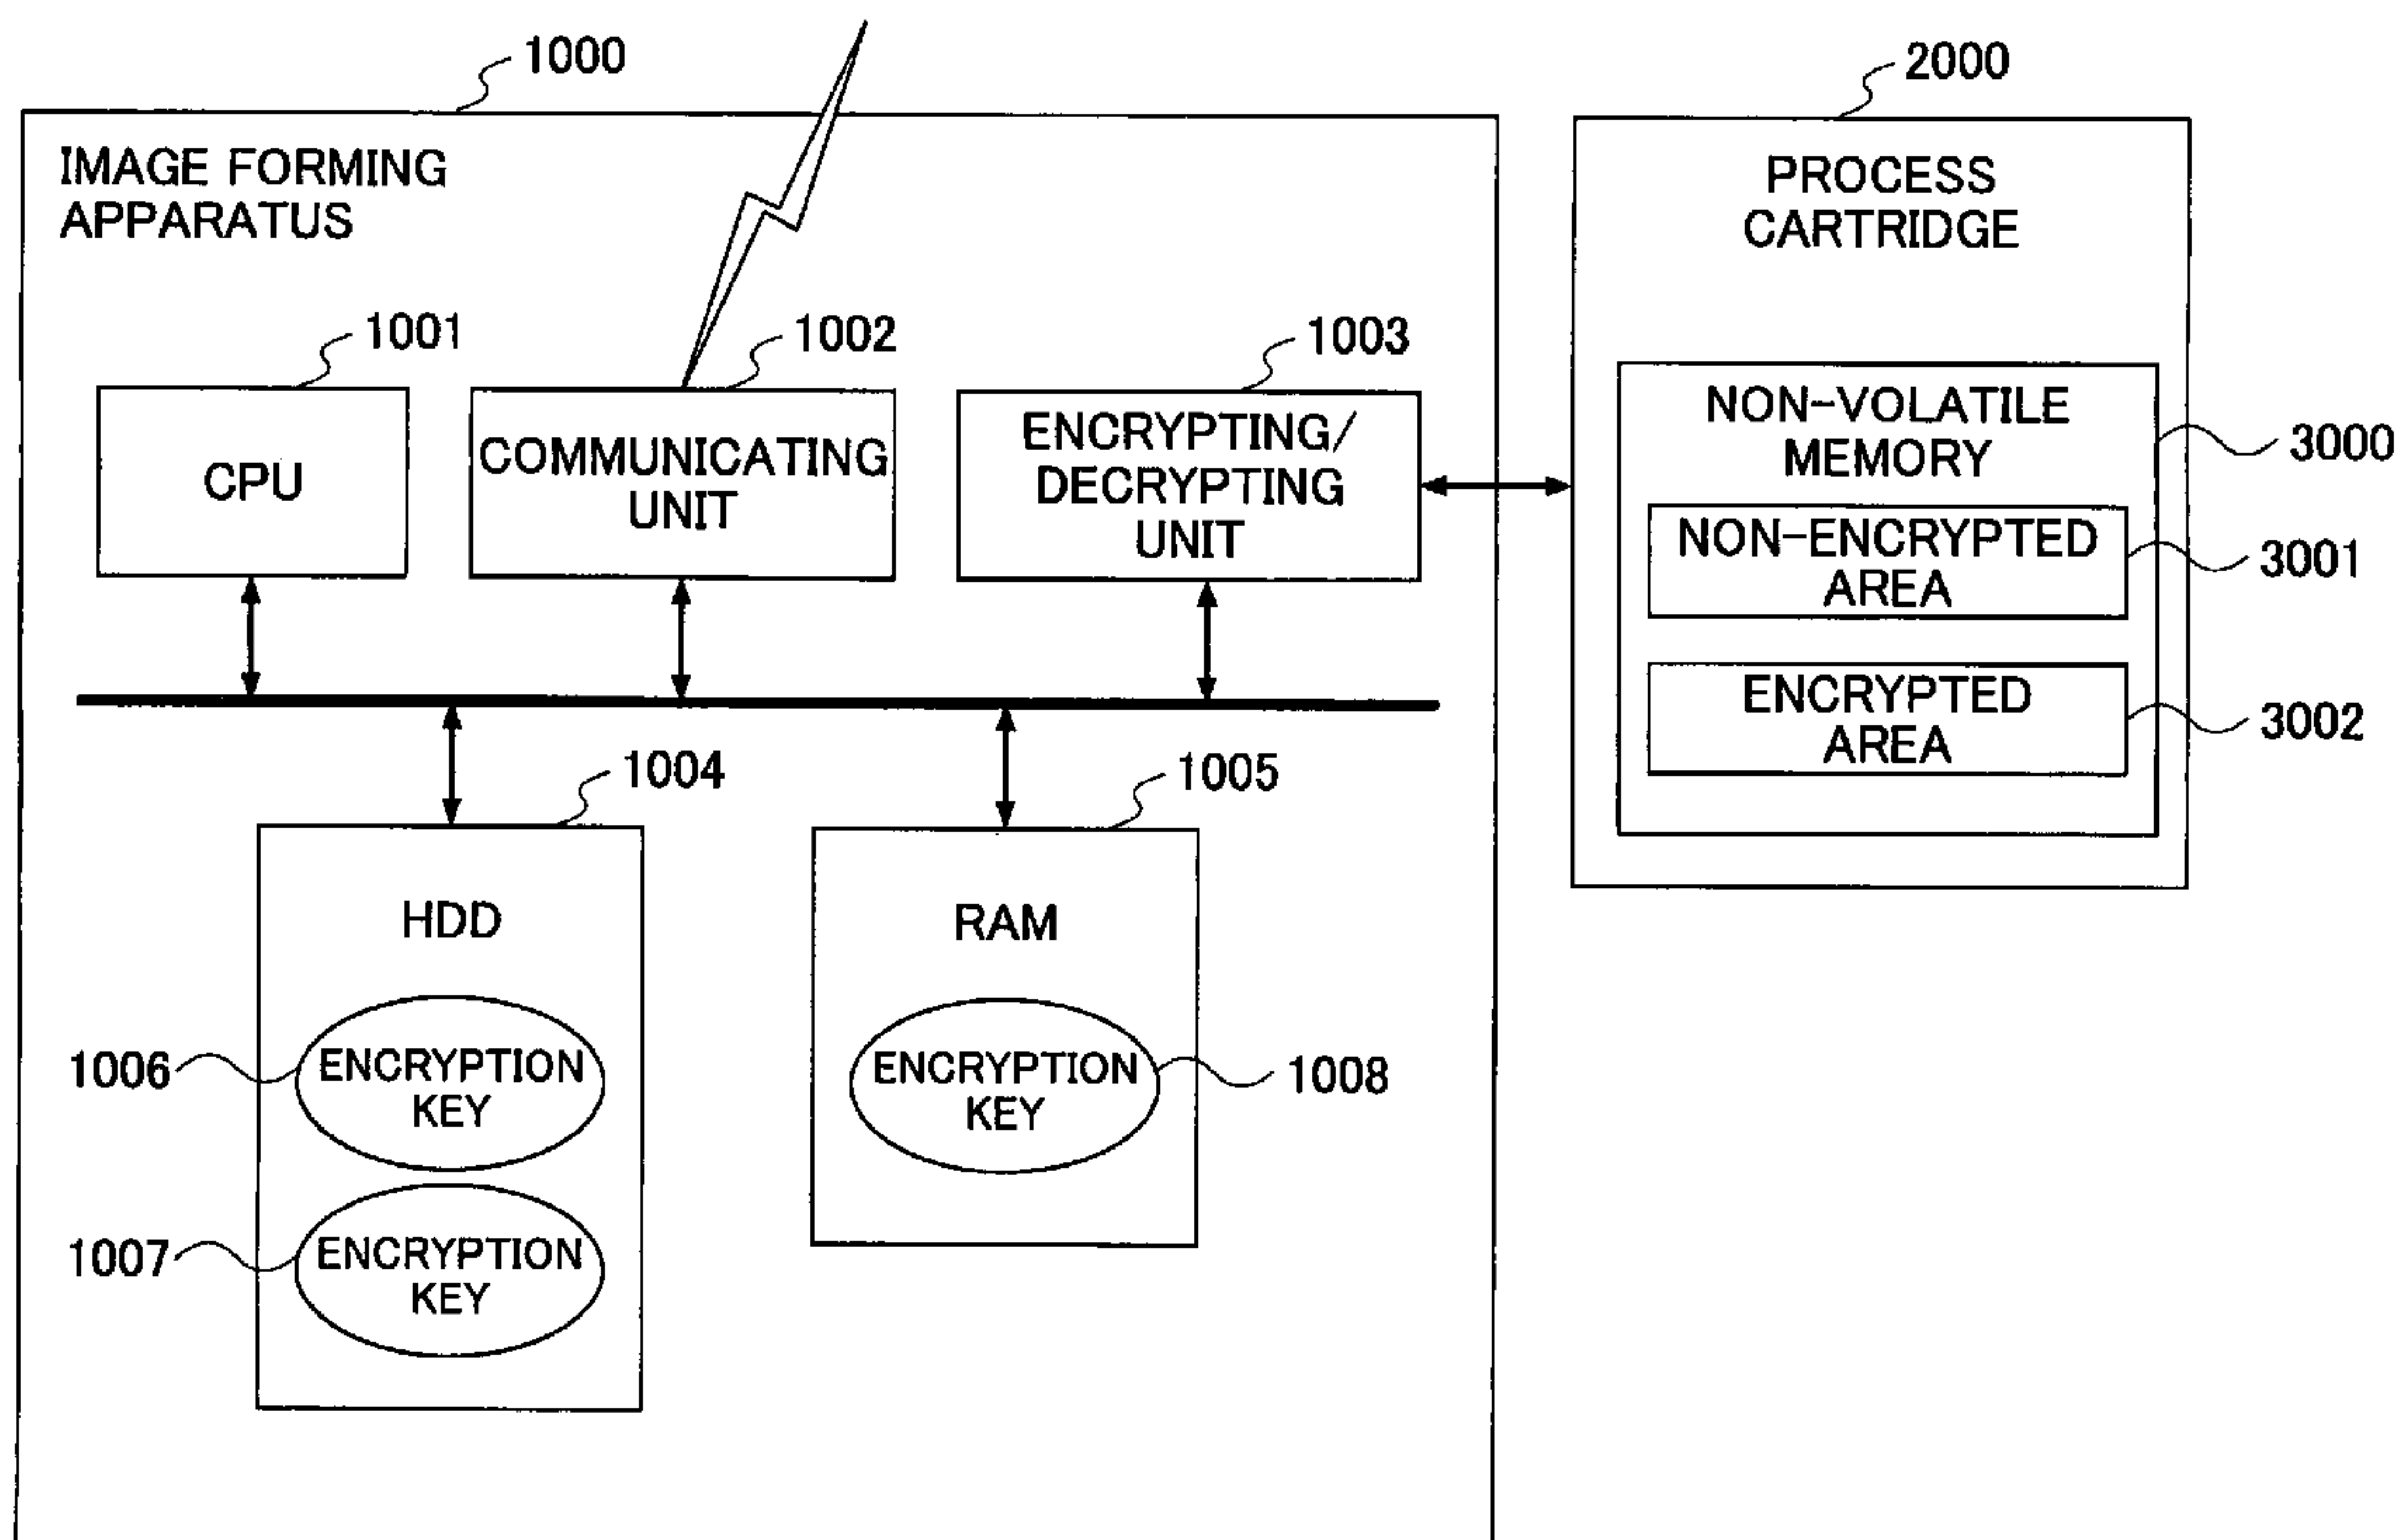 1000
2000
IMAGE FORMING
APPARATUS
PROCESS
CARTRIDGE
1001
1002
1003
CPU
COMMUNICATING
UNIT
ENCRYPTING/
DECRYPTING
UNIT
NON-VOLATILE
MEMORY
3000
NON-ENCRYPTED
AREA
3001
ENCRYPTED
AREA
3002
1004
1005
HDD
RAM
1006
ENCRYPTION
KEY
ENCRYPTION
KEY
1008
1007
ENCRYPTION
KEY